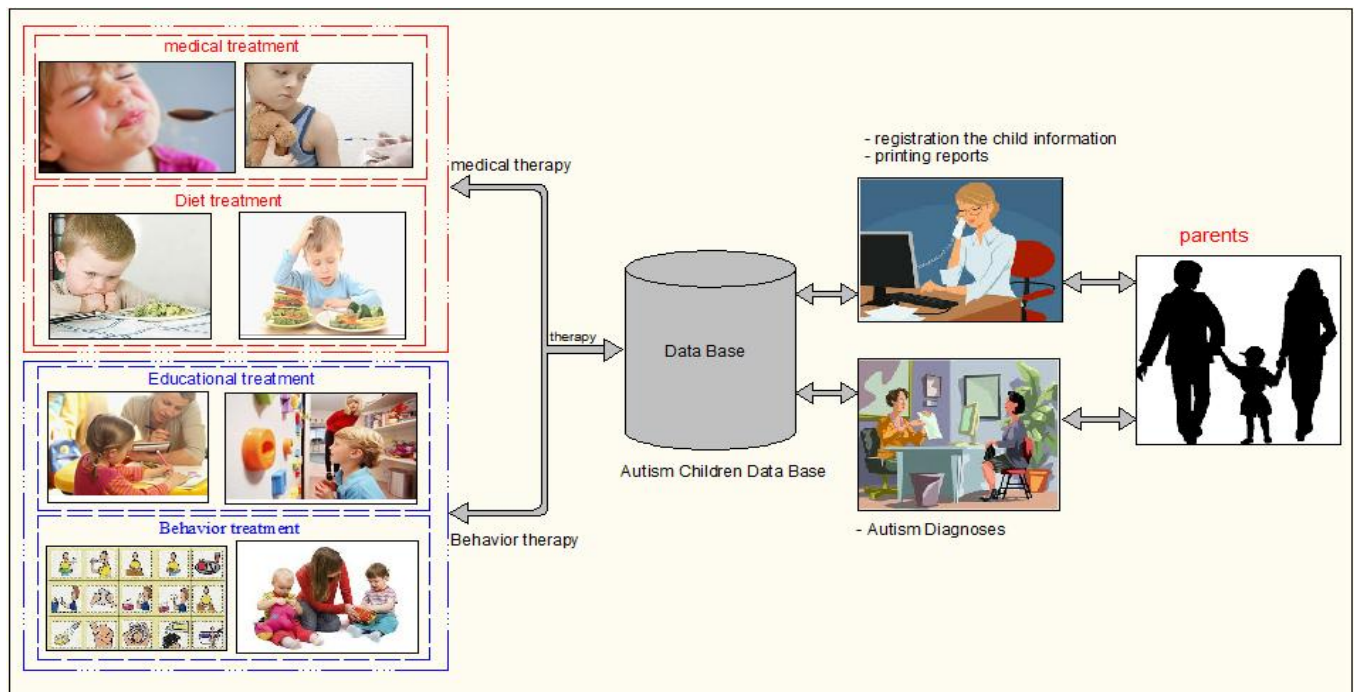 medical treatment
Diet treatment
Educational treatment
Behavior treatment
medical therapy
therapy
Behavior therapy
Data Base
Autism Children Data Base
- registration the child information
- printing reports
- Autism Diagnoses
parents